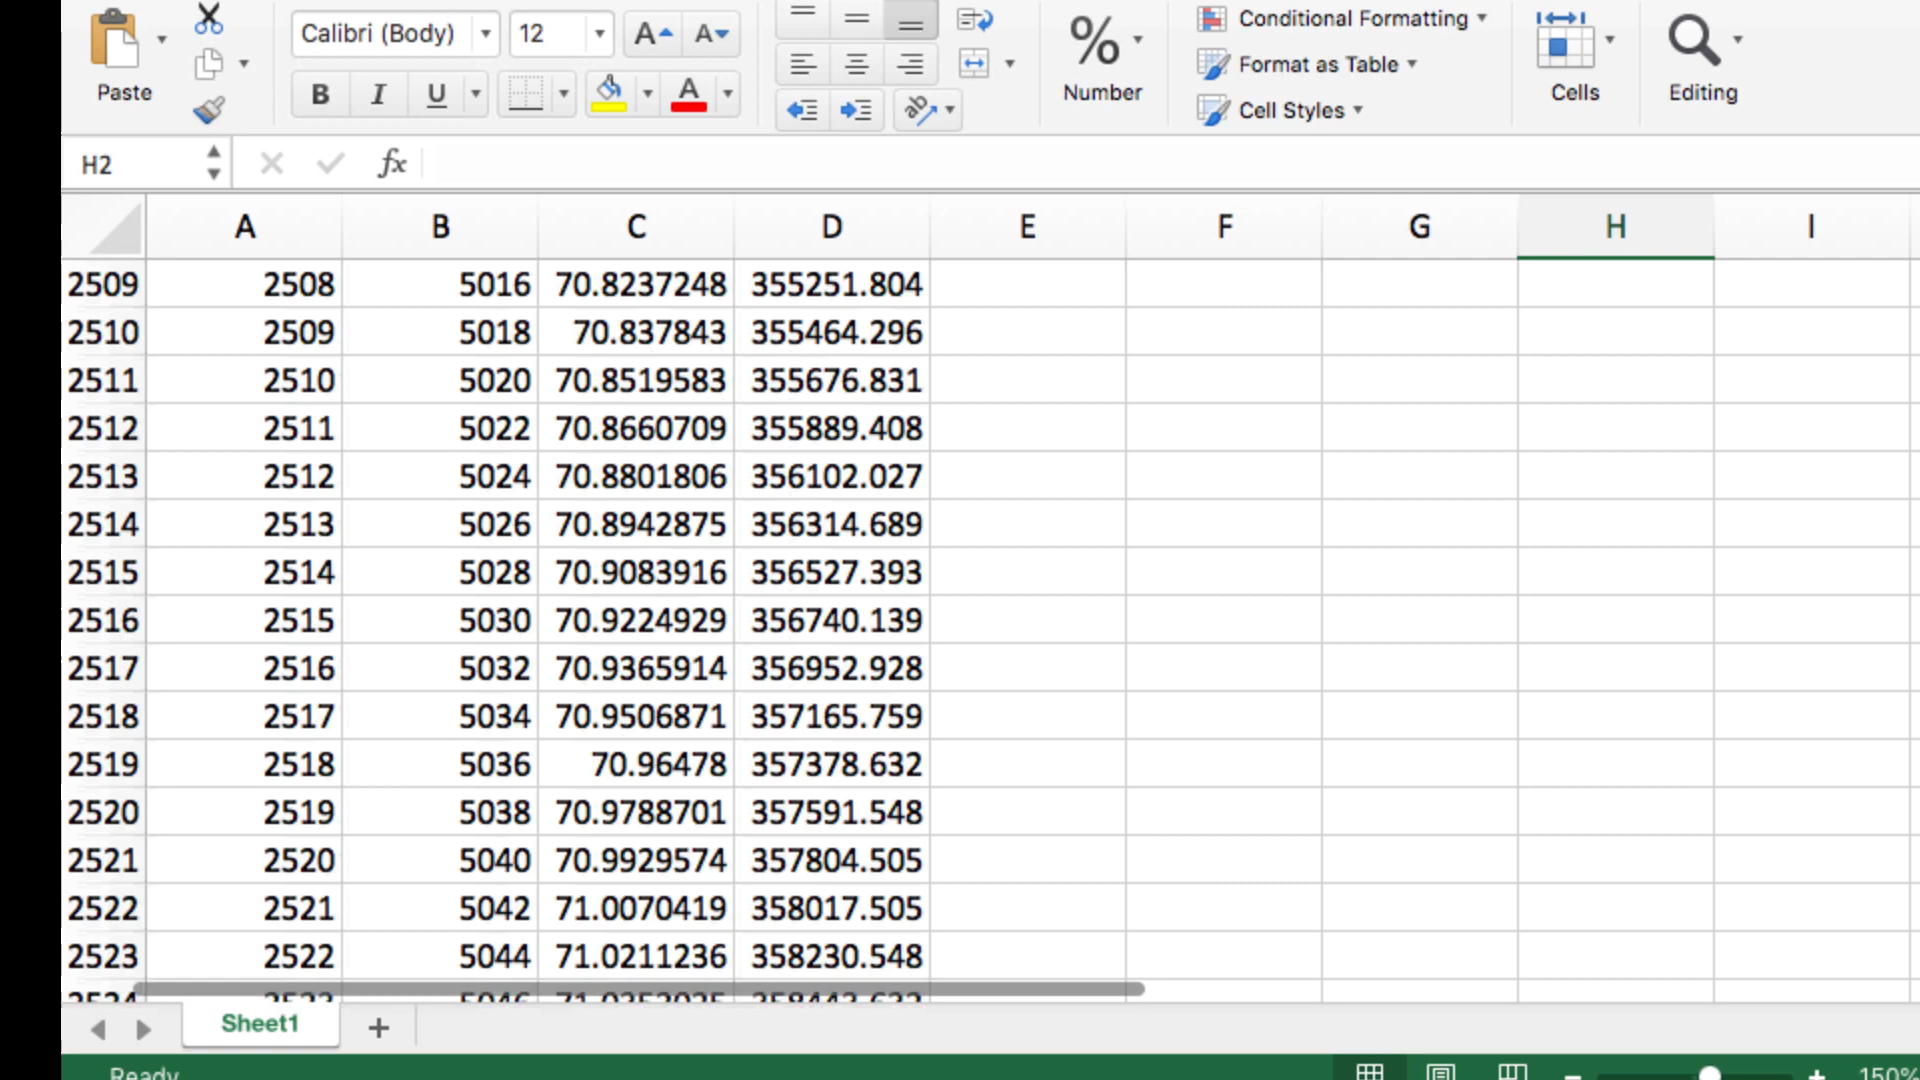 Paste
Calibri (Body) 12 A A
B I U A
% Number
Conditional Formatting
Format as Table
Cell Styles
Cells
Editing
H2 fx
A B C D E F G H I
2509 2508 5016 70.8237248 355251.804
2510 2509 5018 70.837843 355464.296
2511 2510 5020 70.8519583 355676.831
2512 2511 5022 70.8660709 355889.408
2513 2512 5024 70.8801806 356102.027
2514 2513 5026 70.8942875 356314.689
2515 2514 5028 70.9083916 356527.393
2516 2515 5030 70.9224929 356740.139
2517 2516 5032 70.9365914 356952.928
2518 2517 5034 70.9506871 357165.759
2519 2518 5036 70.96478 357378.632
2520 2519 5038 70.9788701 357591.548
2521 2520 5040 70.9929574 357804.505
2522 2521 5042 71.0070419 358017.505
2523 2522 5044 71.0211236 358230.548
Sheet1 +
Ready 150%